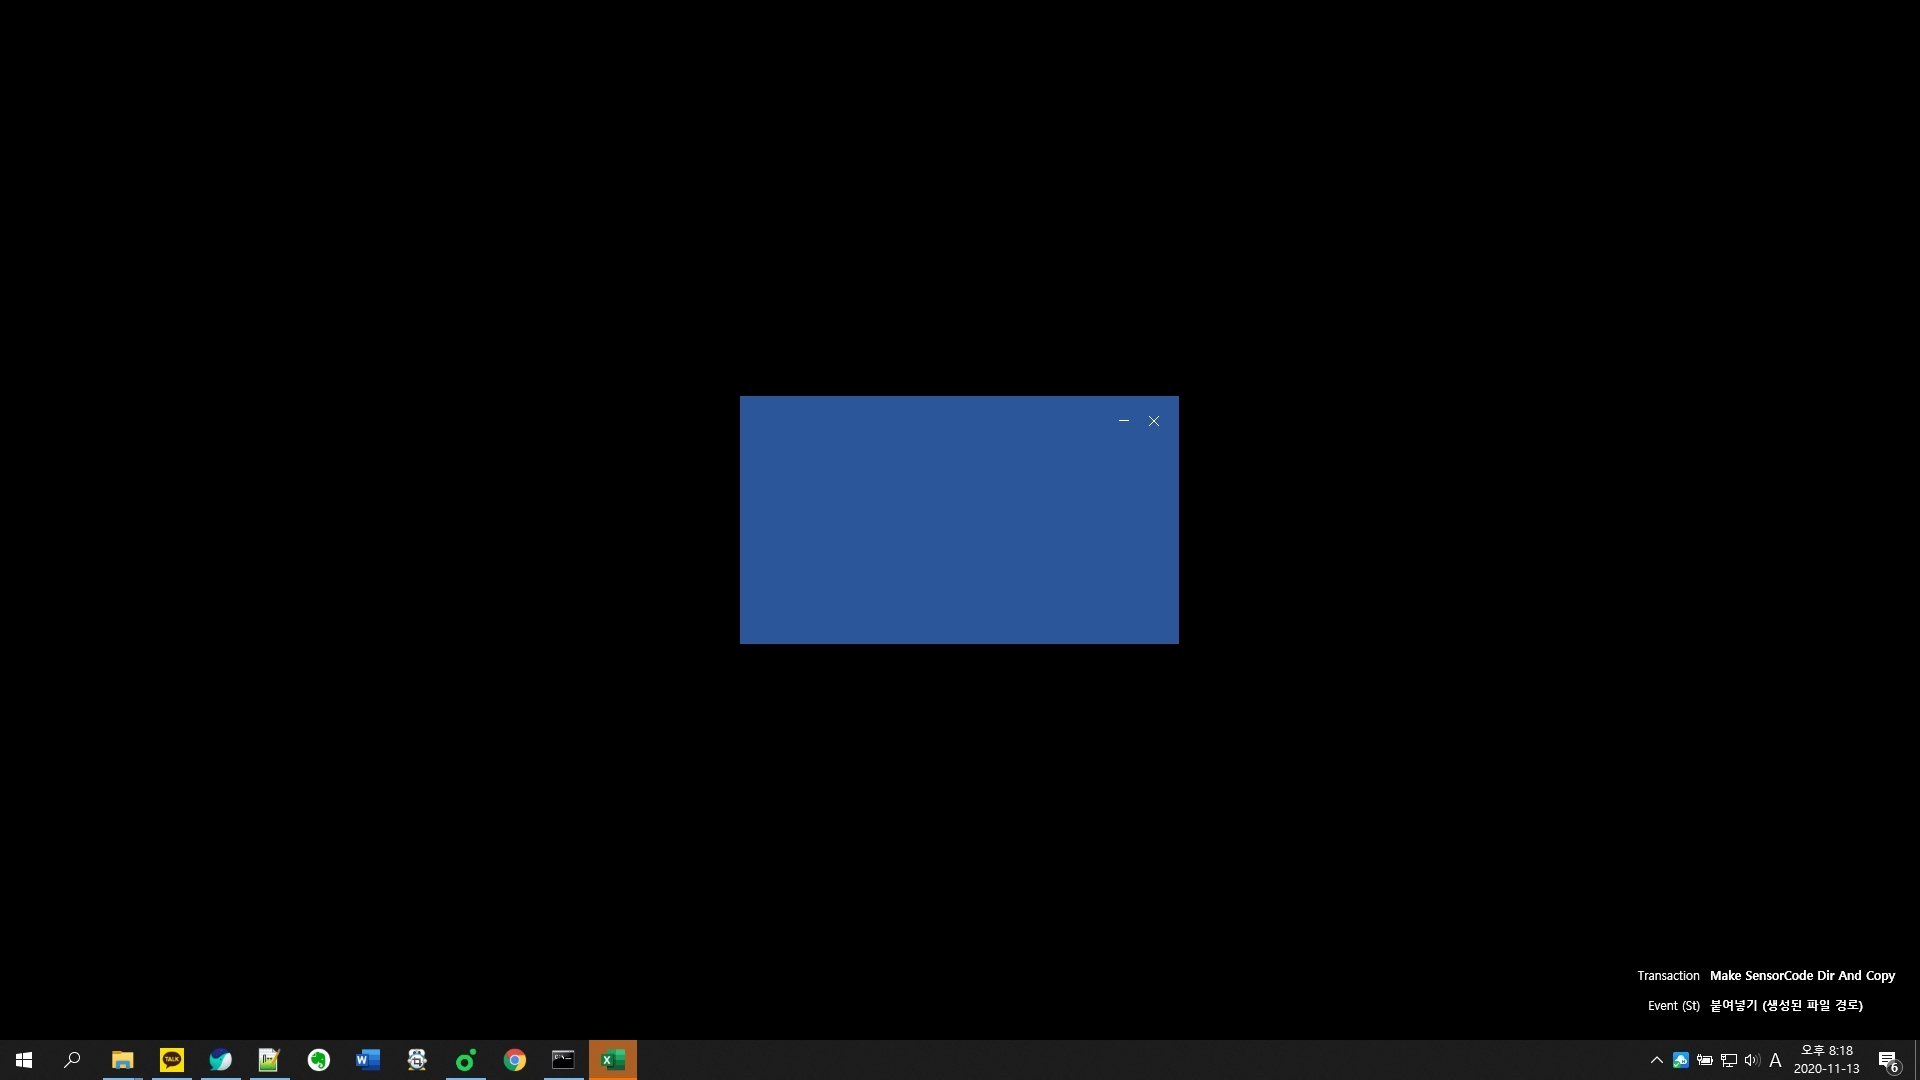 Transaction Make SensorCode Dir And Copy
Event (St) 붙여넣기 (생성된 파일 경로)
TALK
W
X
A
오후 8:18
2020-11-13
6